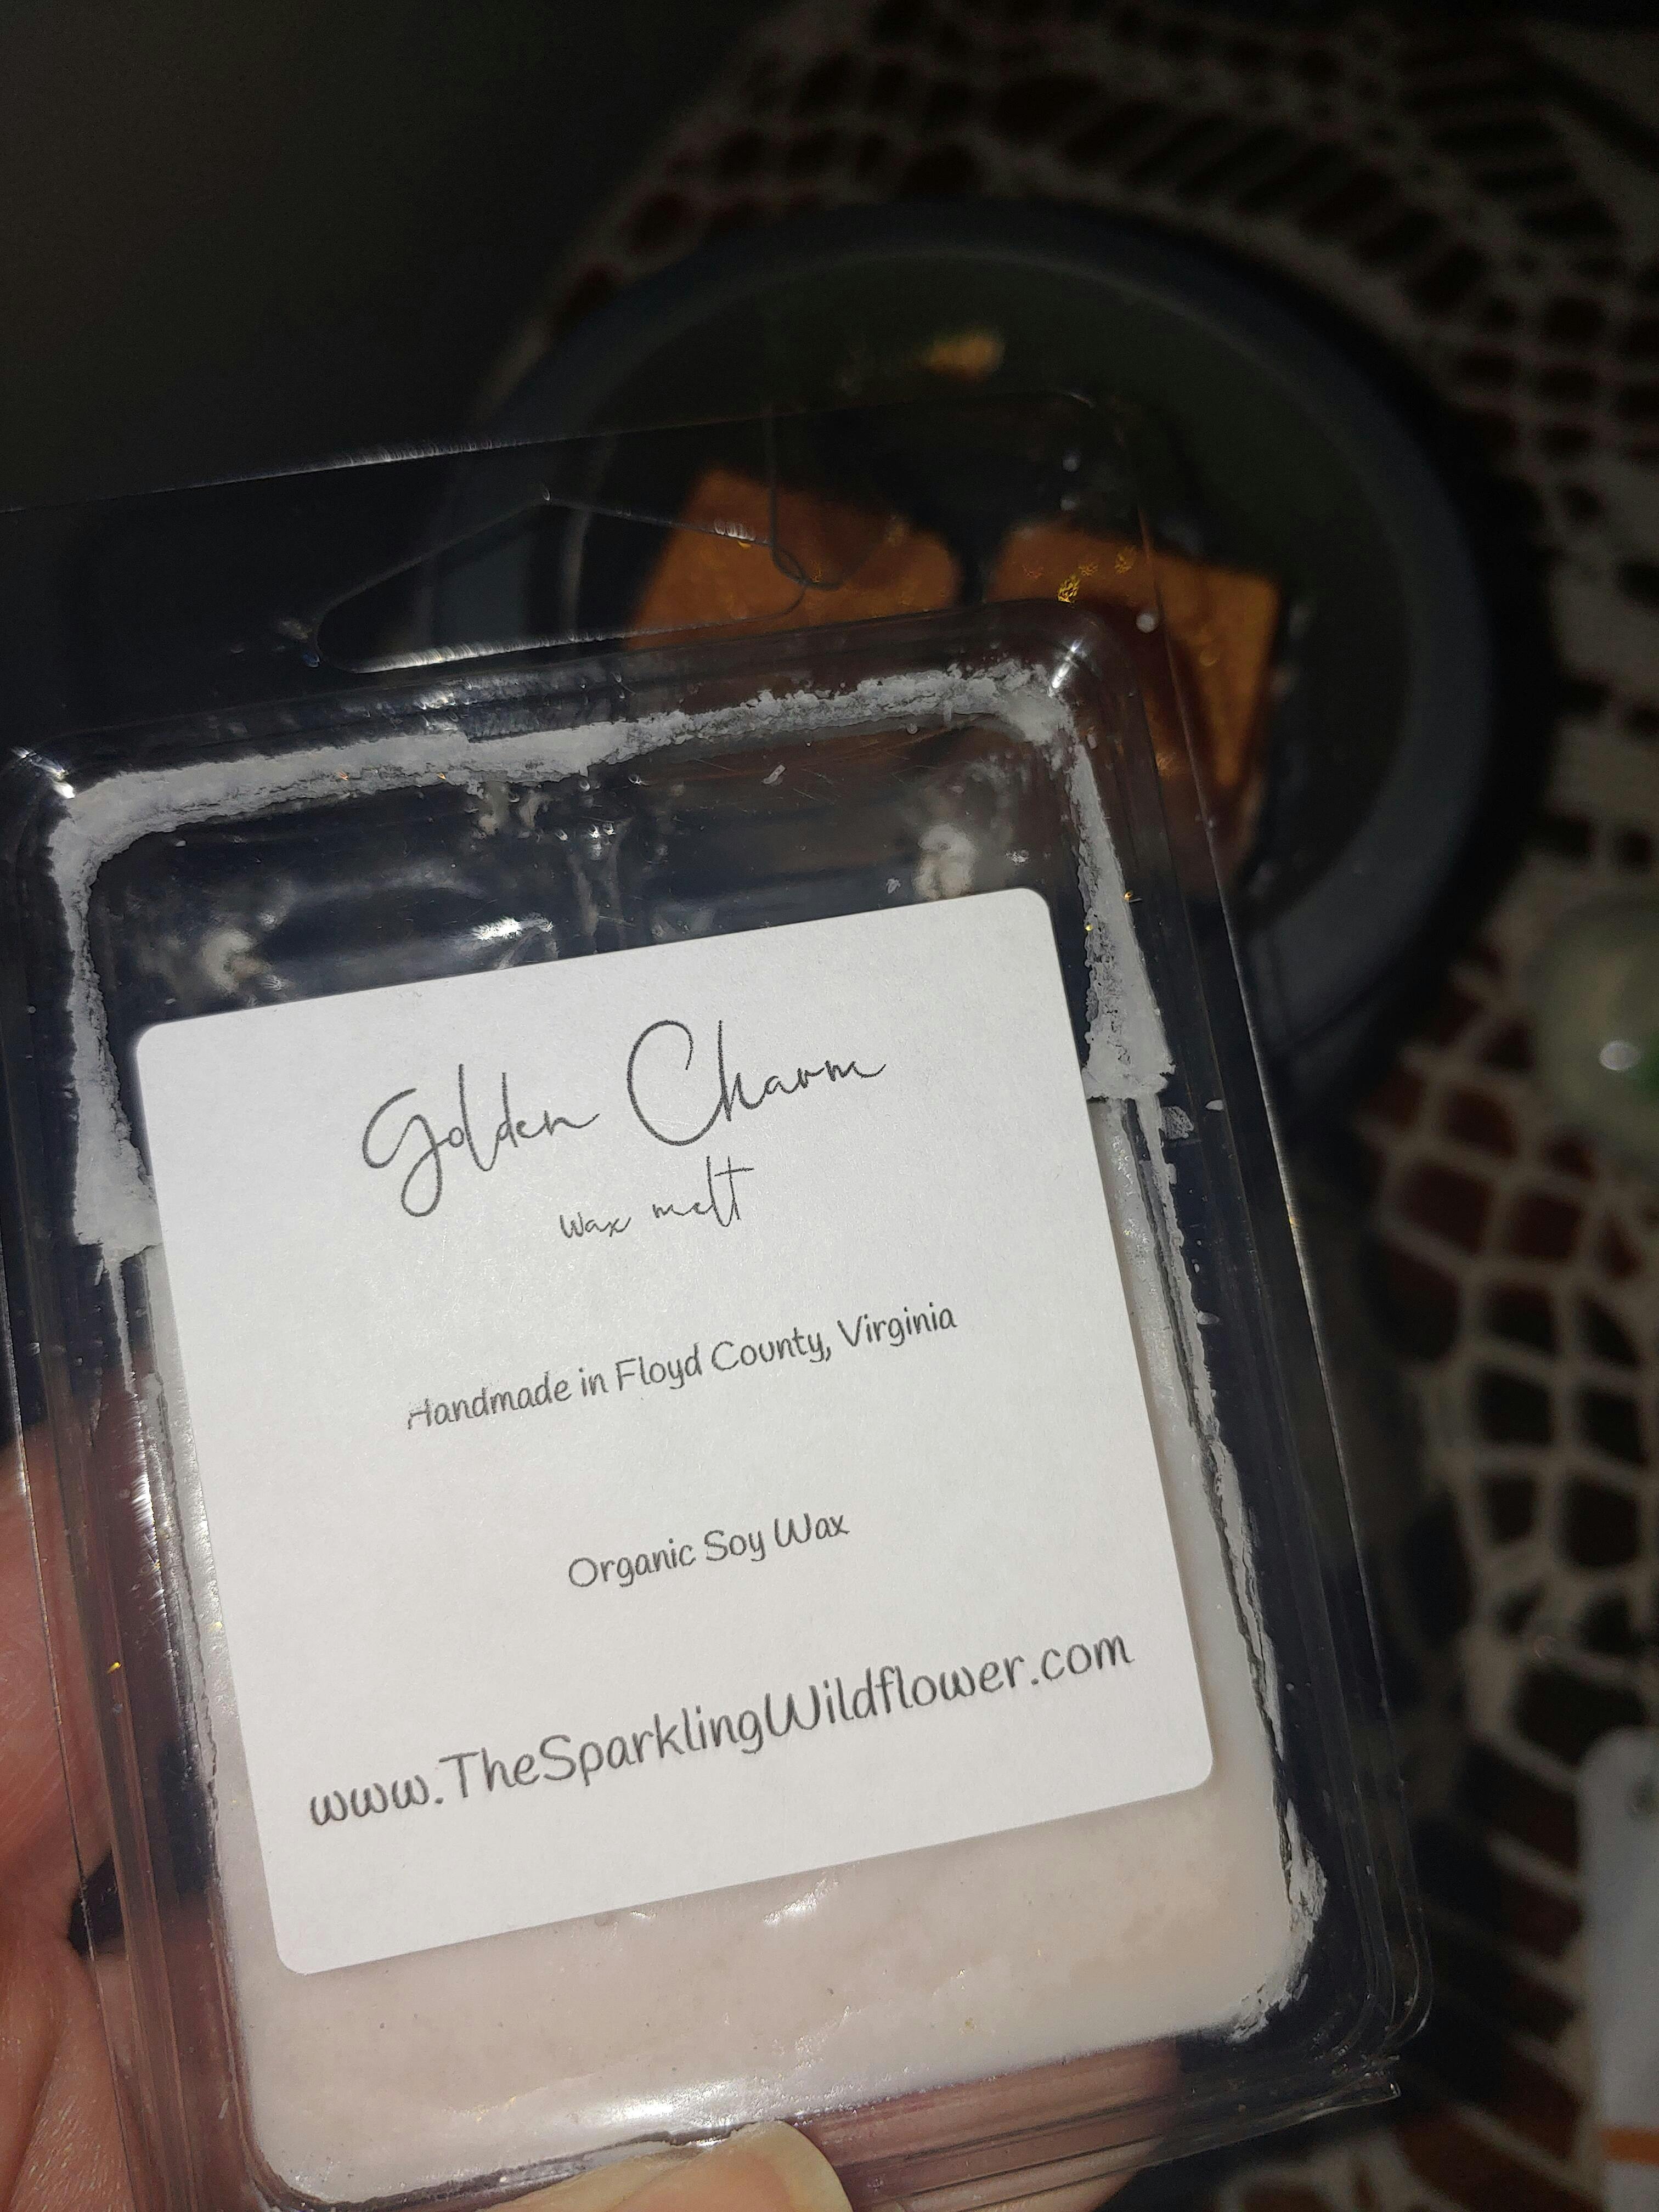 Golden Charm
wax melt
Handmade in Floyd County, Virginia
Organic Soy Wax
www.TheSparklingWildflower.com